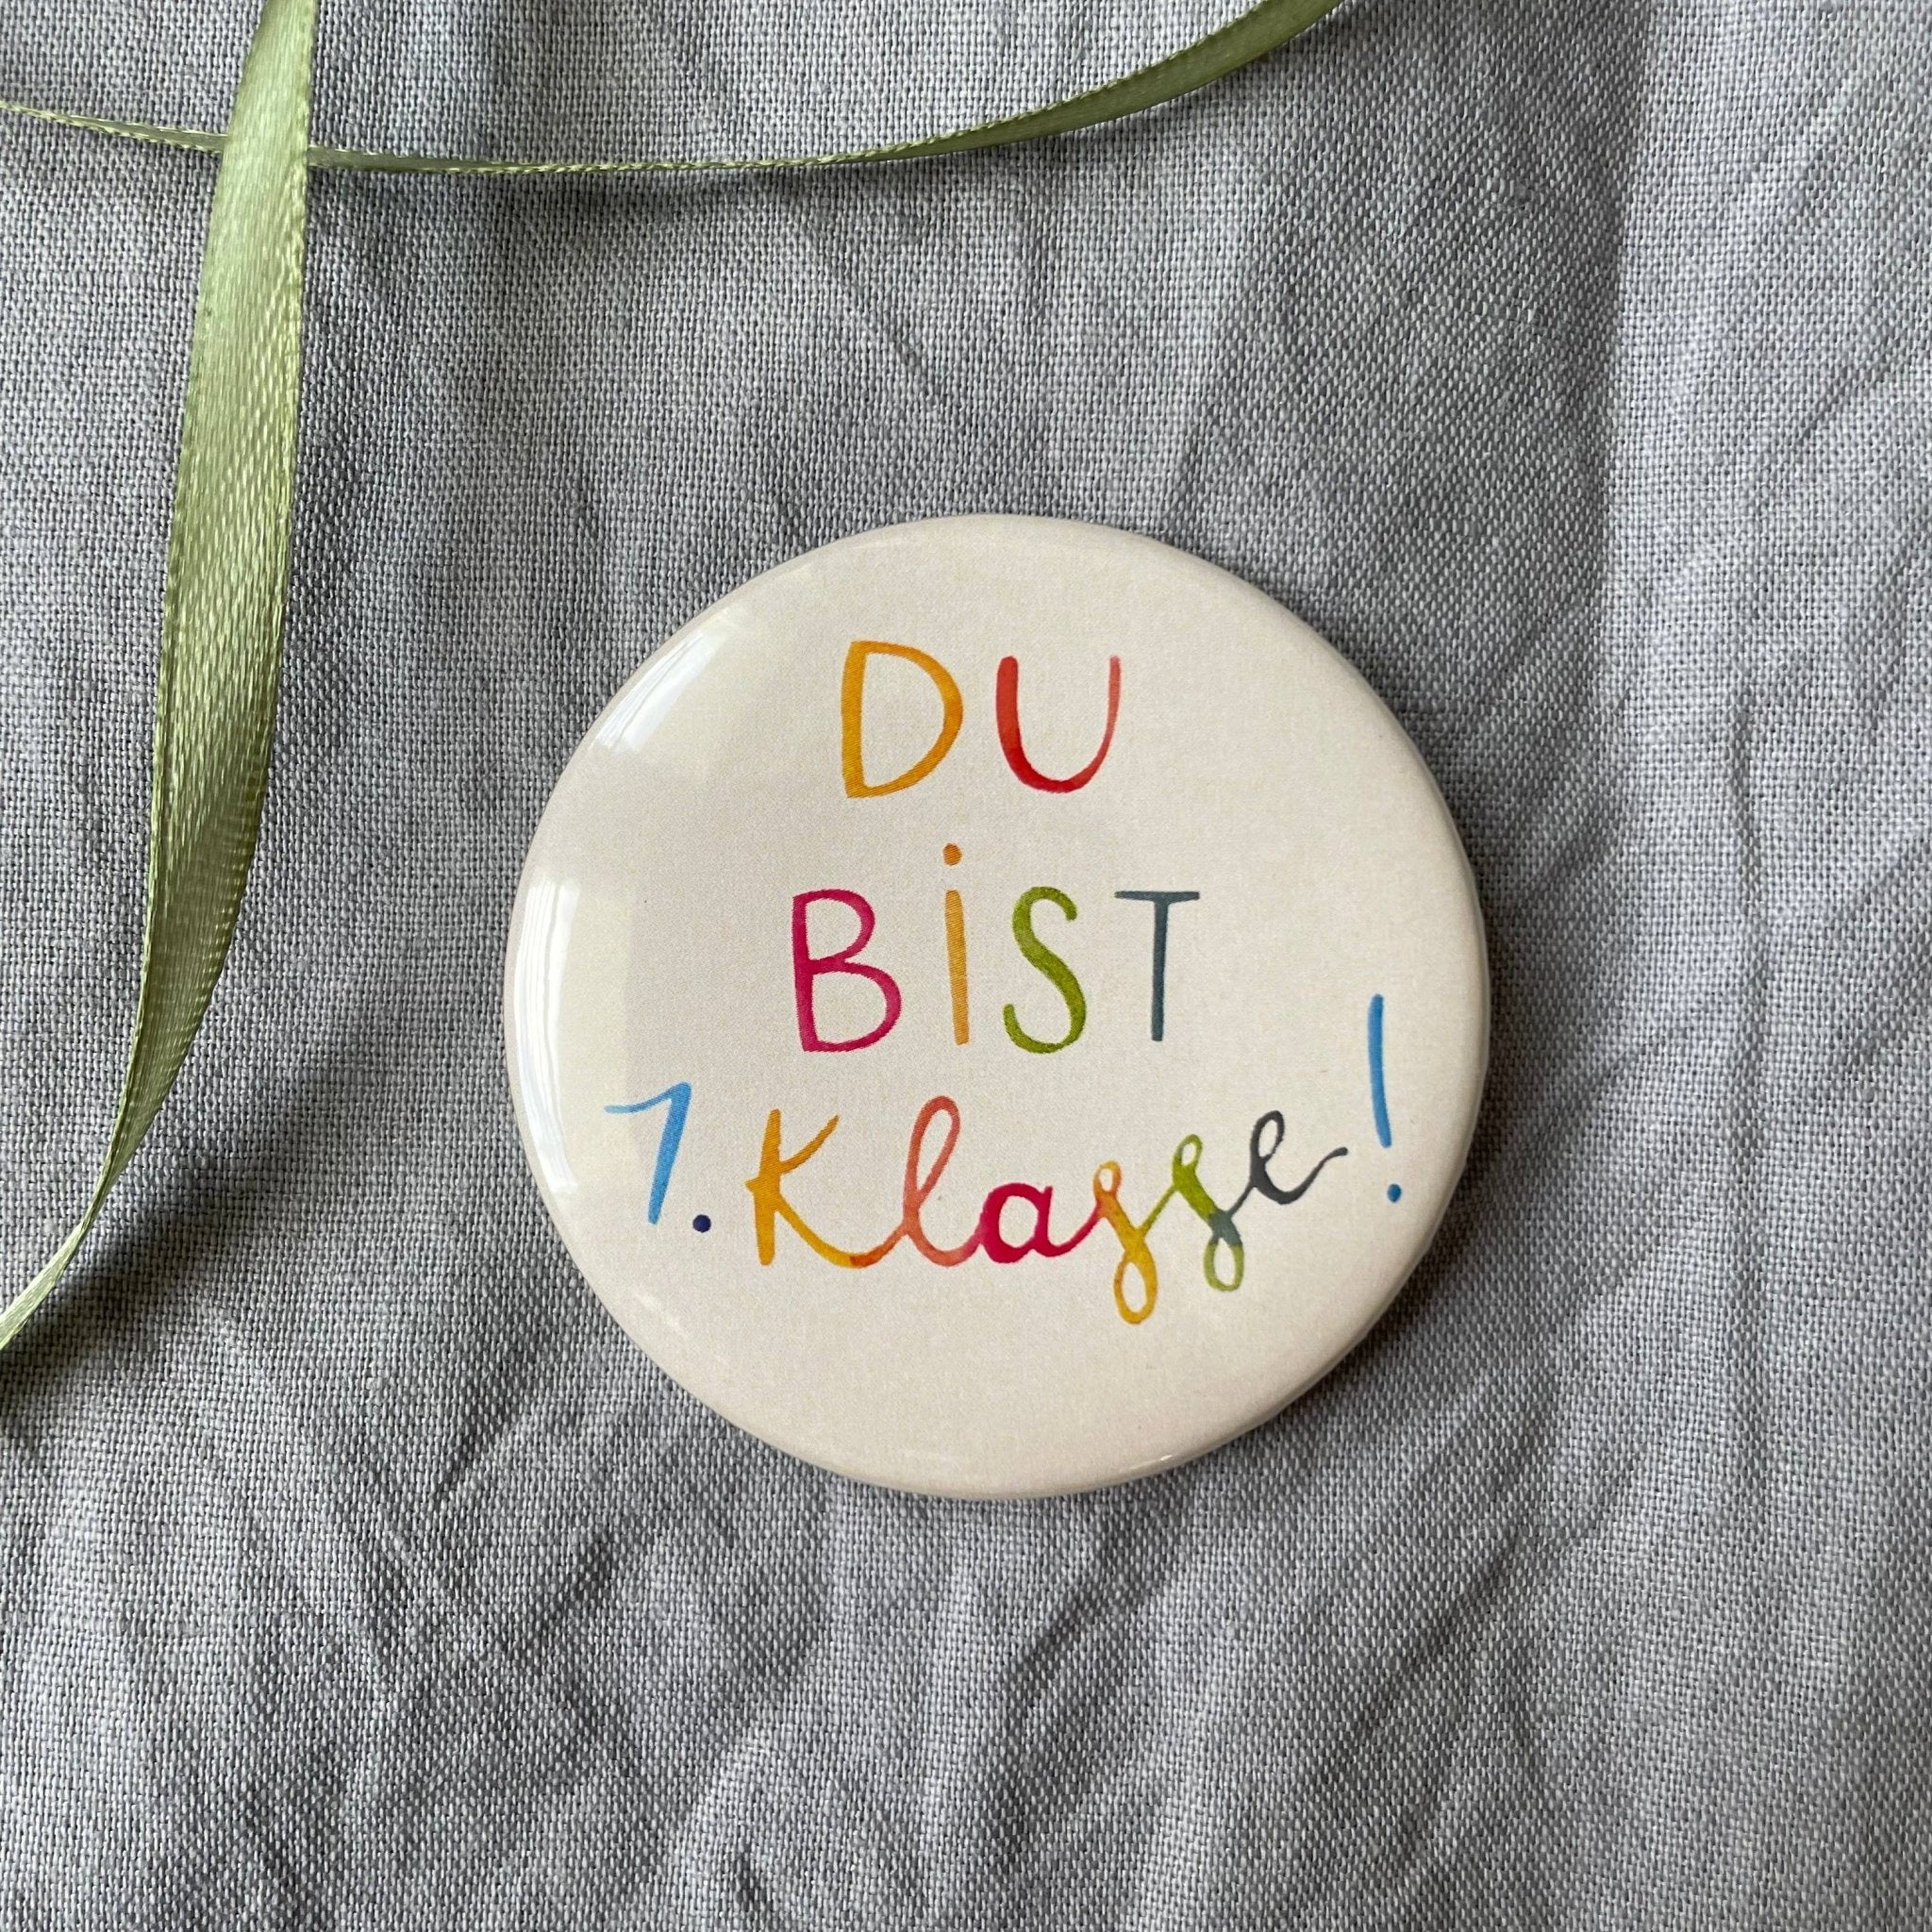 DU
BiST
1. Klasse!